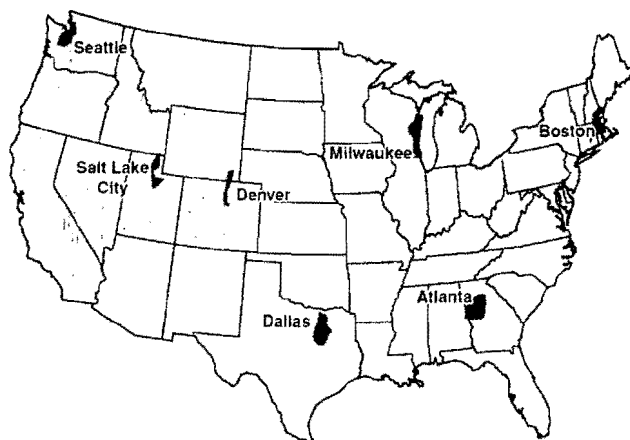 Seattle
Boston
Milwaukee
Salt Lake
City
Denver
Atlanta
Dallas